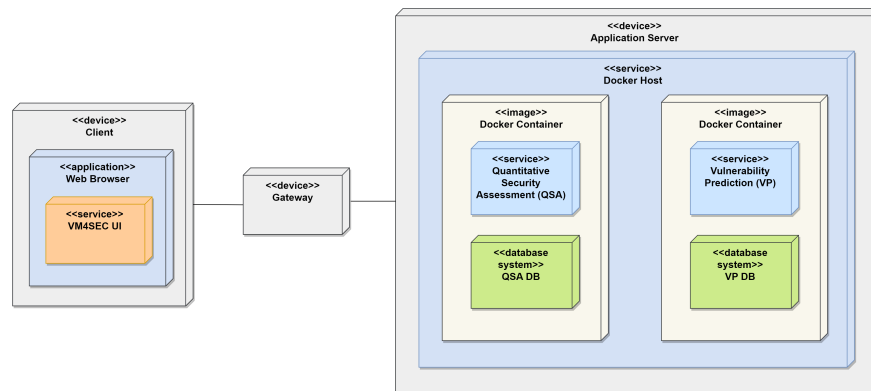 <<device>>
Client
<<application>>
Web Browser
<<service>>
VM4SEC UI
<<device>>
Gateway
<<device>>
Application Server
<<service>>
Docker Host
<<image>>
Docker Container
<<service>>
Quantitative
Security
Assessment (QSA)
<<database
system>>
QSA DB
<<image>>
Docker Container
<<service>>
Vulnerability
Prediction (VP)
<<database
system>>
VP DB